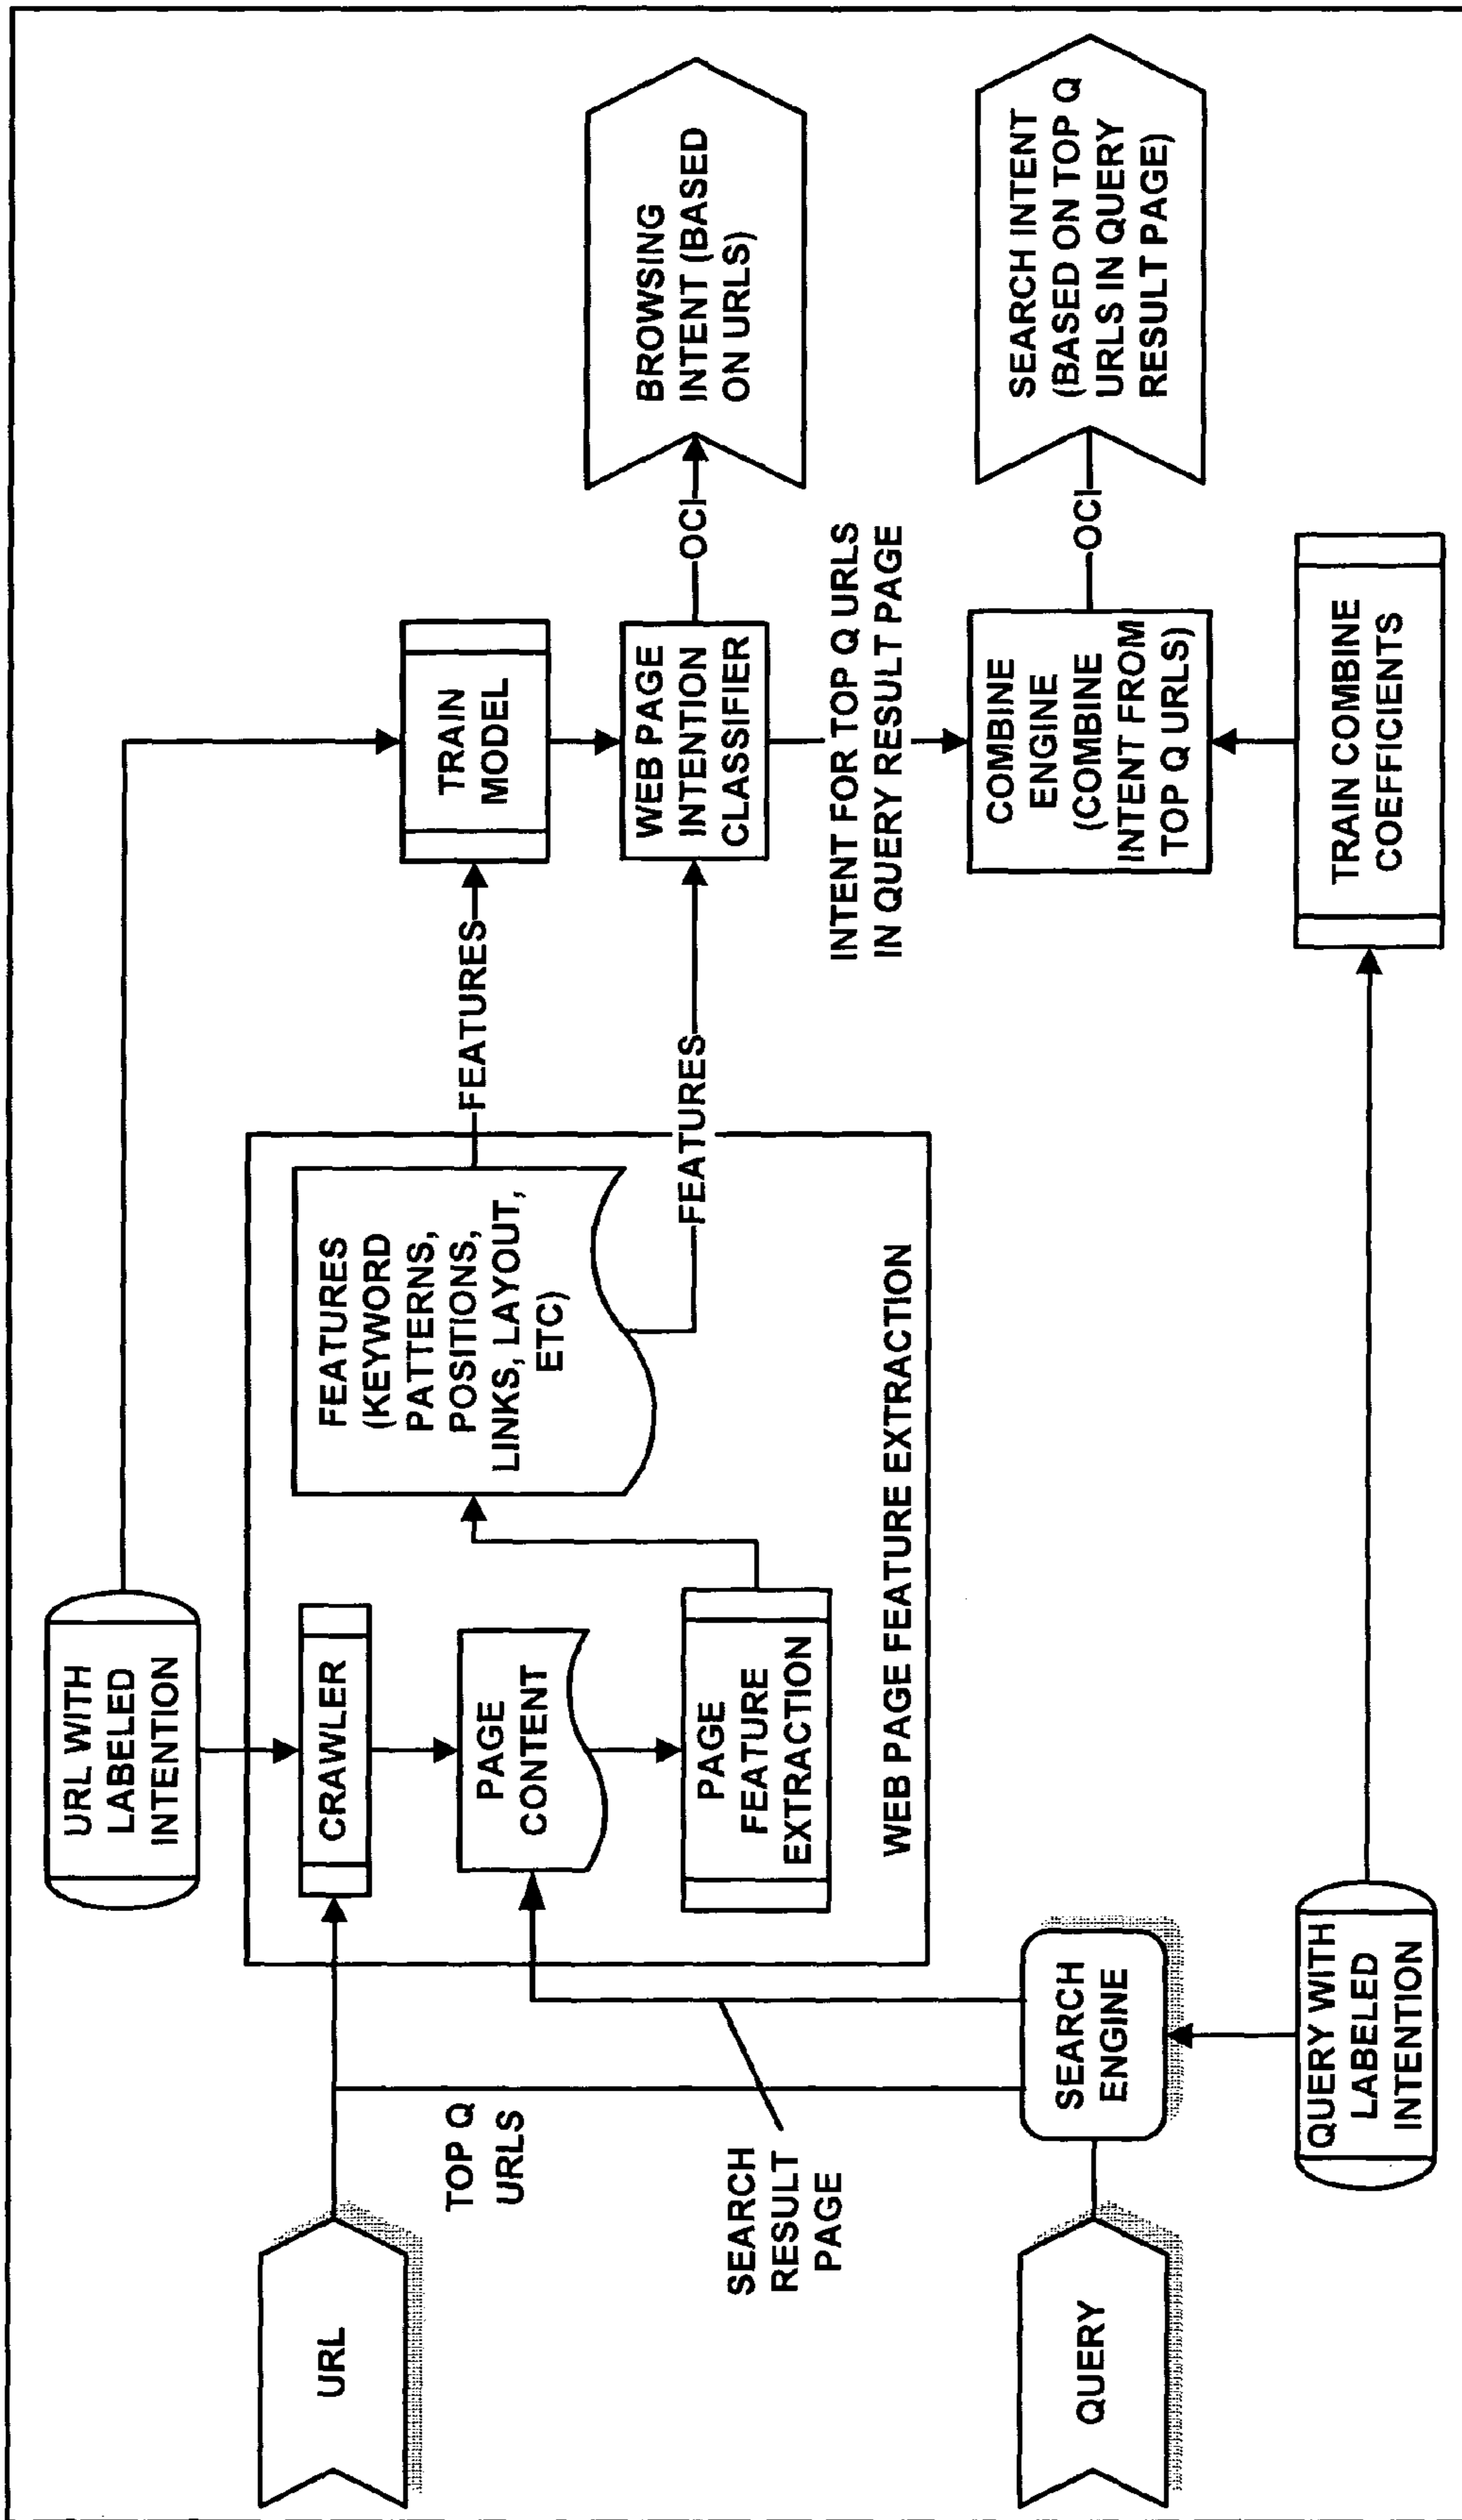 URL WITH
LABELED
INTENTION
URL
CRAWLER
TOP Q
URLS
PAGE
CONTENT
PAGE
FEATURE
EXTRACTION
FEATURES
(KEYWORD
PATTERNS,
POSITIONS,
LINKS, LAYOUT,
ETC)
WEB PAGE FEATURE EXTRACTION
FEATURES
FEATURES
TRAIN
MODEL
WEB PAGE
INTENTION
CLASSIFIER
OCI
BROWSING
INTENT (BASED
ON URLS)
INTENT FOR TOP Q URLS
IN QUERY RESULT PAGE
SEARCH
RESULT
PAGE
QUERY
SEARCH
ENGINE
COMBINE
ENGINE
(COMBINE
INTENT FROM
TOP Q URLS)
OCI
SEARCH INTENT
(BASED ON TOP Q
URLS IN QUERY
RESULT PAGE)
QUERY WITH
LABELED
INTENTION
TRAIN COMBINE
COEFFICIENTS